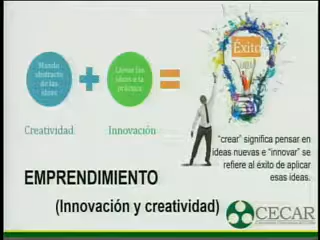 Mundo
abstracto
de las
ideas
Llevar las
ideas a la
práctica
Éxito
Creatividad
Innovación
"crear" significa pensar en
ideas nuevas e "innovar" se
refiere al éxito de aplicar
esas ideas.
EMPRENDIMIENTO
(Innovación y creatividad)
CECAR